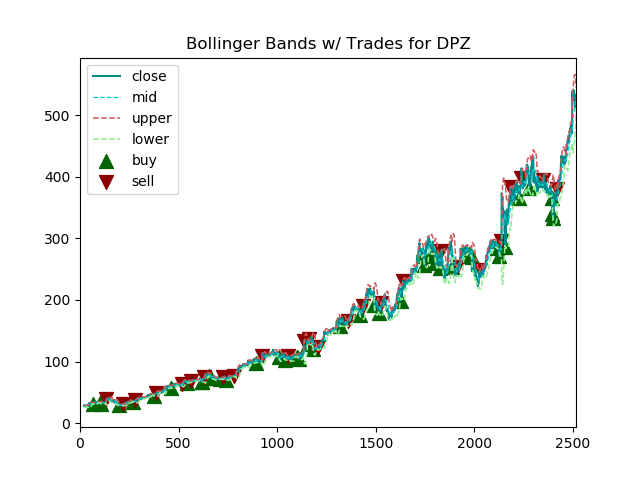 Bollinger Bands w/ Trades for DPZ
close
mid
upper
lower
buy
sell
500
400
300
200
100
0
0 500 1000 1500 2000 2500